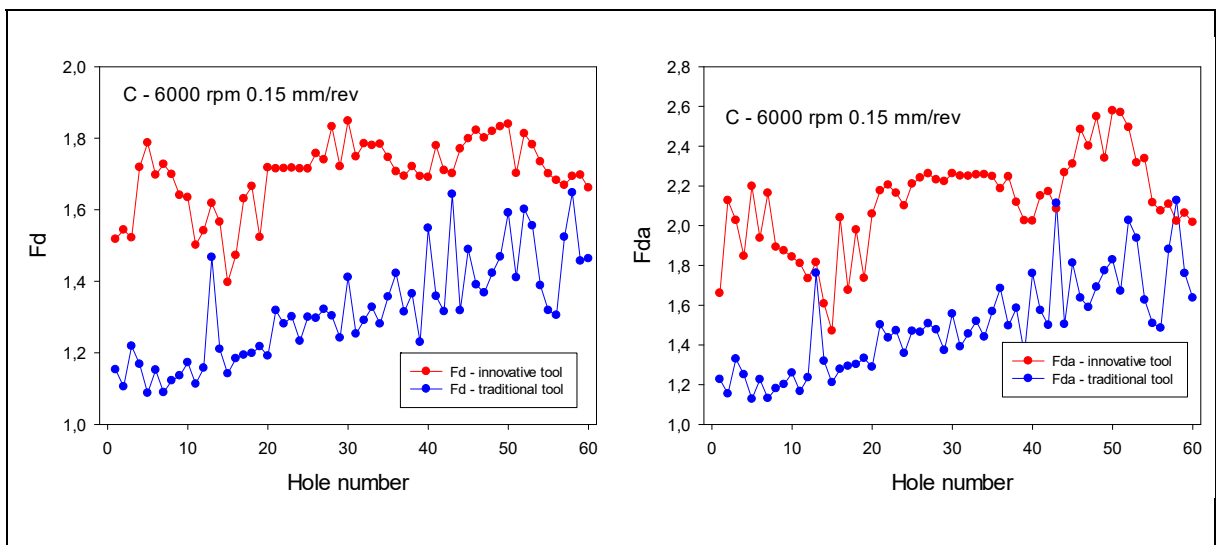 C - 6000 rpm 0.15 mm/rev
Fd
2,0
1,8
1,6
1,4
1,2
1,0
Fd - innovative tool
Fd - traditional tool
0 10 20 30 40 50 60
Hole number
C - 6000 rpm 0.15 mm/rev
Fda
2,8
2,6
2,4
2,2
2,0
1,8
1,6
1,4
1,2
1,0
Fda - innovative tool
Fda - traditional tool
0 10 20 30 40 50 60
Hole number